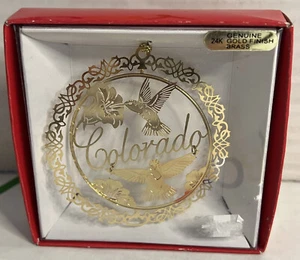 GENUINE
24K GOLD FINISH
BRASS
Colorado